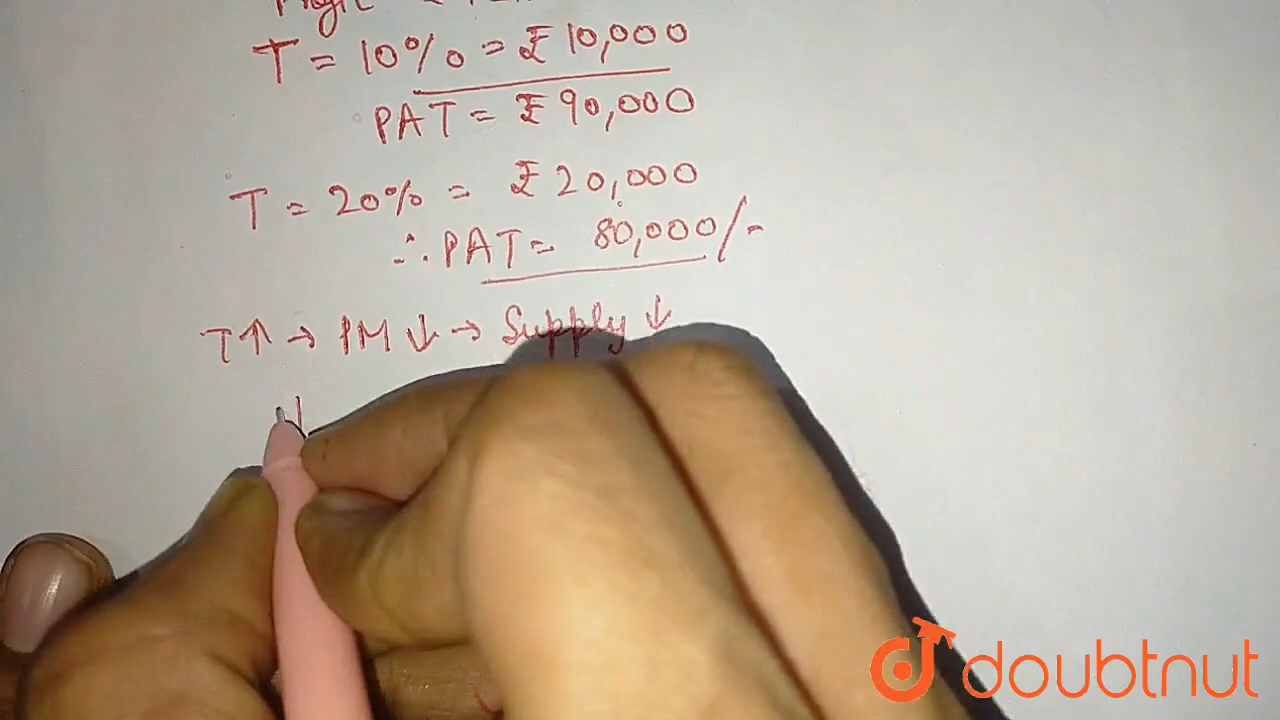 T = 10% = ₹ 10,000
PAT = ₹ 90,000
T = 20% = ₹ 20,000
∴ PAT = 80,000/-
T↑ → PM ↓ → Supply ↓
doubtnut